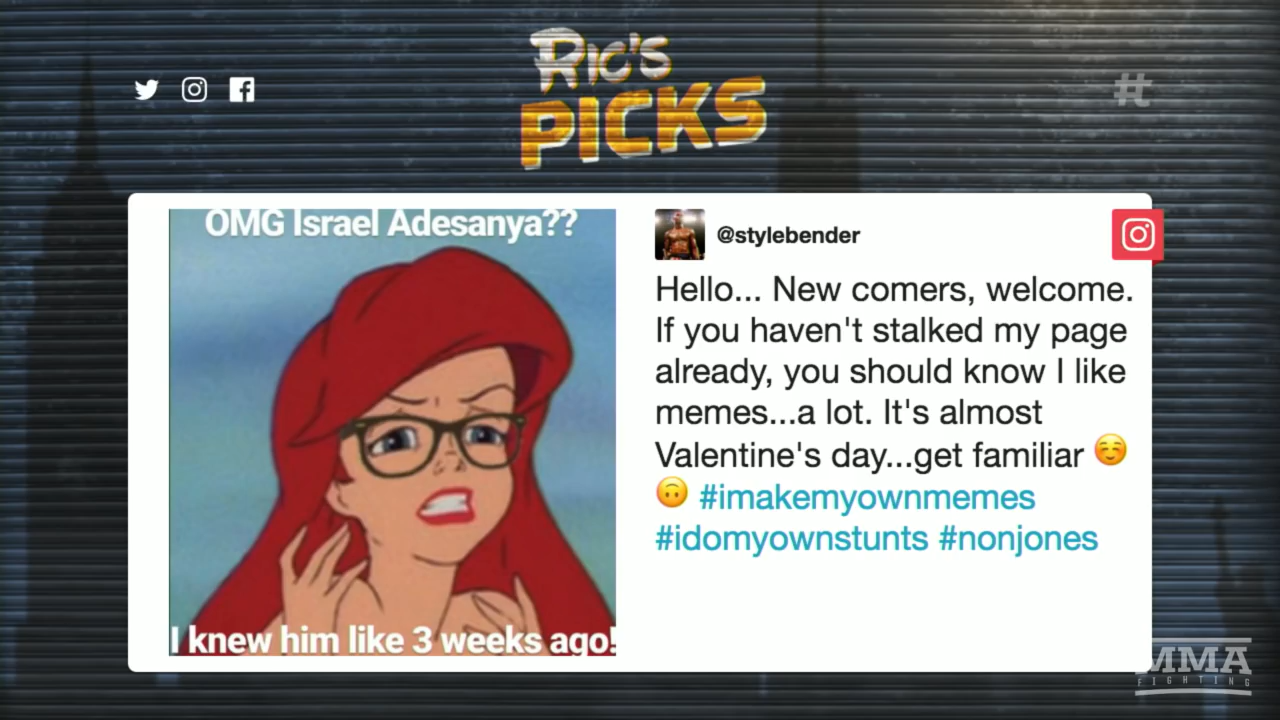 RIC'S
PICKS
#
OMG Israel Adesanya??
I knew him like 3 weeks ago!
@stylebender
Hello... New comers, welcome.
If you haven't stalked my page
already, you should know I like
memes...a lot. It's almost
Valentine's day...get familiar ☺️
🙃 #imakemyownmemes
#idomyownstunts #nonjones
MMA
FIGHTING